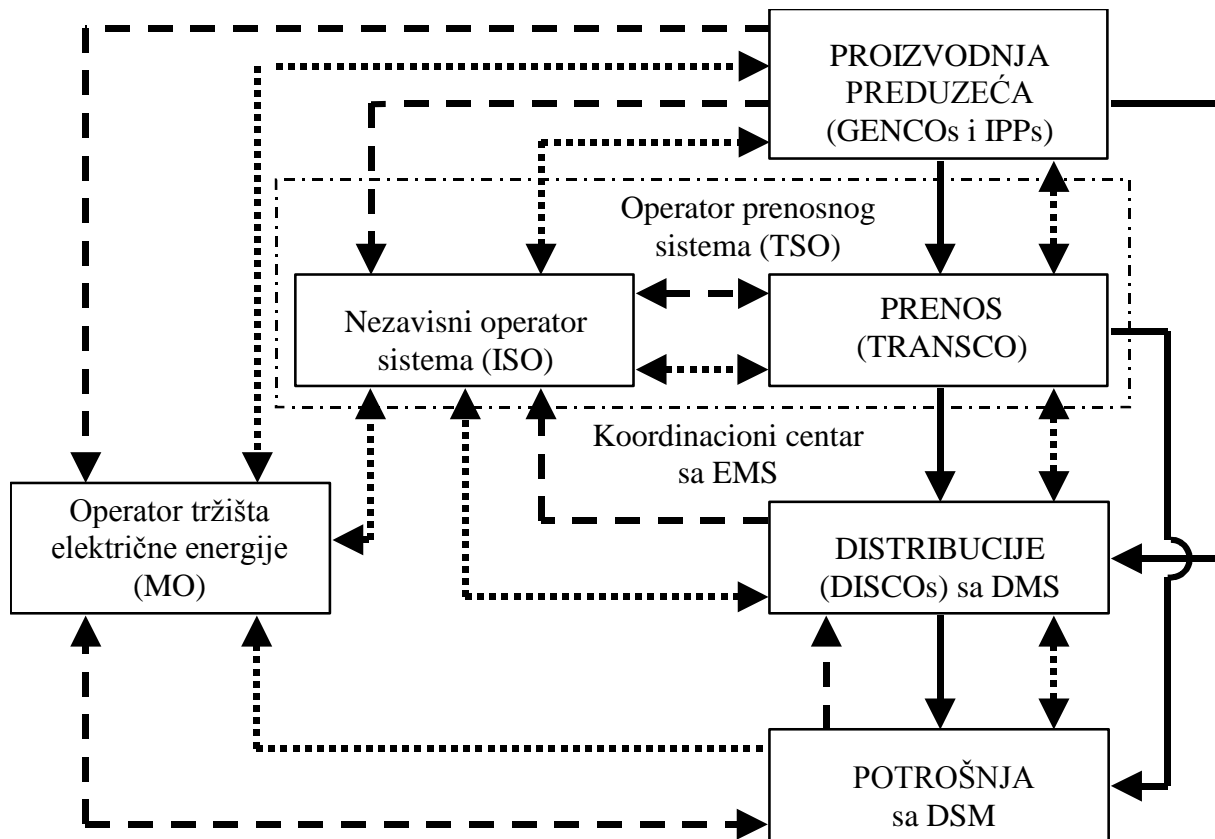 PROIZVODNJA
PREDUZEĆA
(GENCOs i IPPs)
Operator prenosnog
sistema (TSO)
Nezavisni operator
sistema (ISO)
PRENOS
(TRANSCO)
Koordinacioni centar
sa EMS
Operator tržišta
električne energije
(MO)
DISTRIBUCIJE
(DISCOs) sa DMS
POTROŠNJA
sa DSM